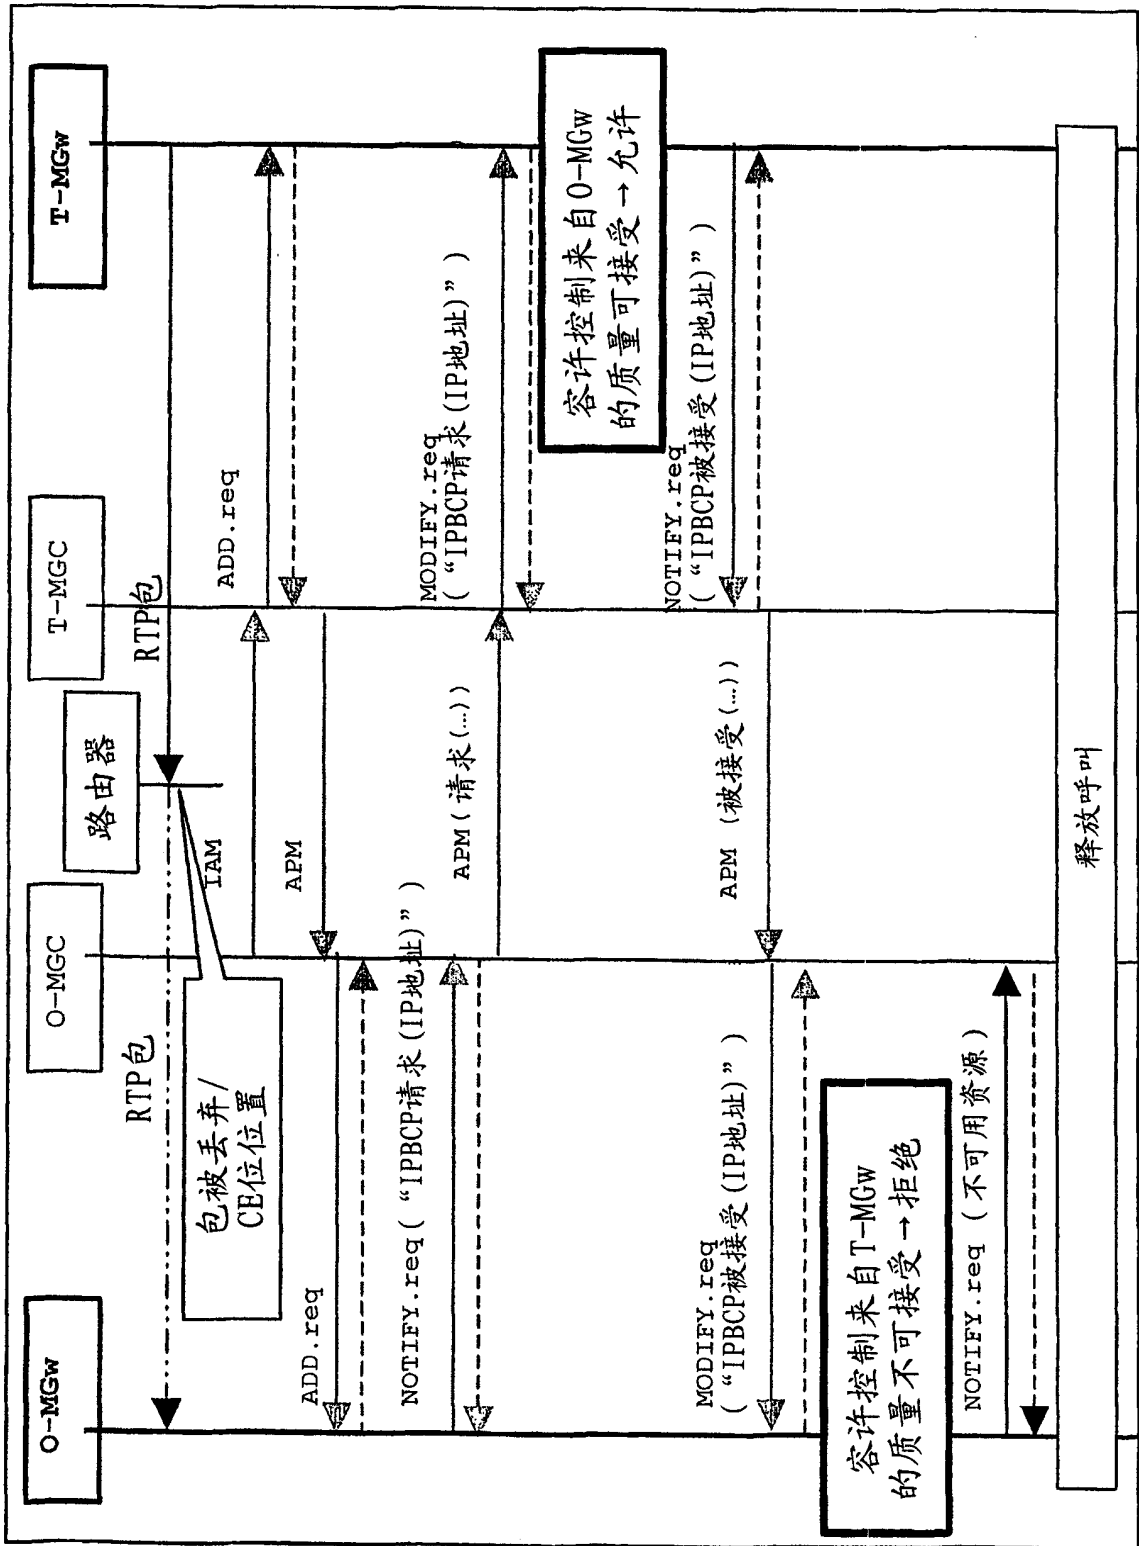 O-MGw
O-MGC
路由器
T-MGC
T-MGw
RTP包
RTP包
包被丢弃/
CE位位置
IAM
ADD.req
APM
ADD.req
NOTIFY.req (“IPBCP请求(IP地址)”)
APM(请求(…))
MODIFY.req
(“IPBCP请求(IP地址)”)
容许控制来自O-MGw
的质量可接受→允许
NOTIFY.req
(“IPBCP被接受(IP地址)”)
APM (被接受(…))
MODIFY.req
(“IPBCP被接受(IP地址)”)
容许控制来自T-MGw
的质量不可接受→拒绝
NOTIFY.req (不可用资源)
释放呼叫